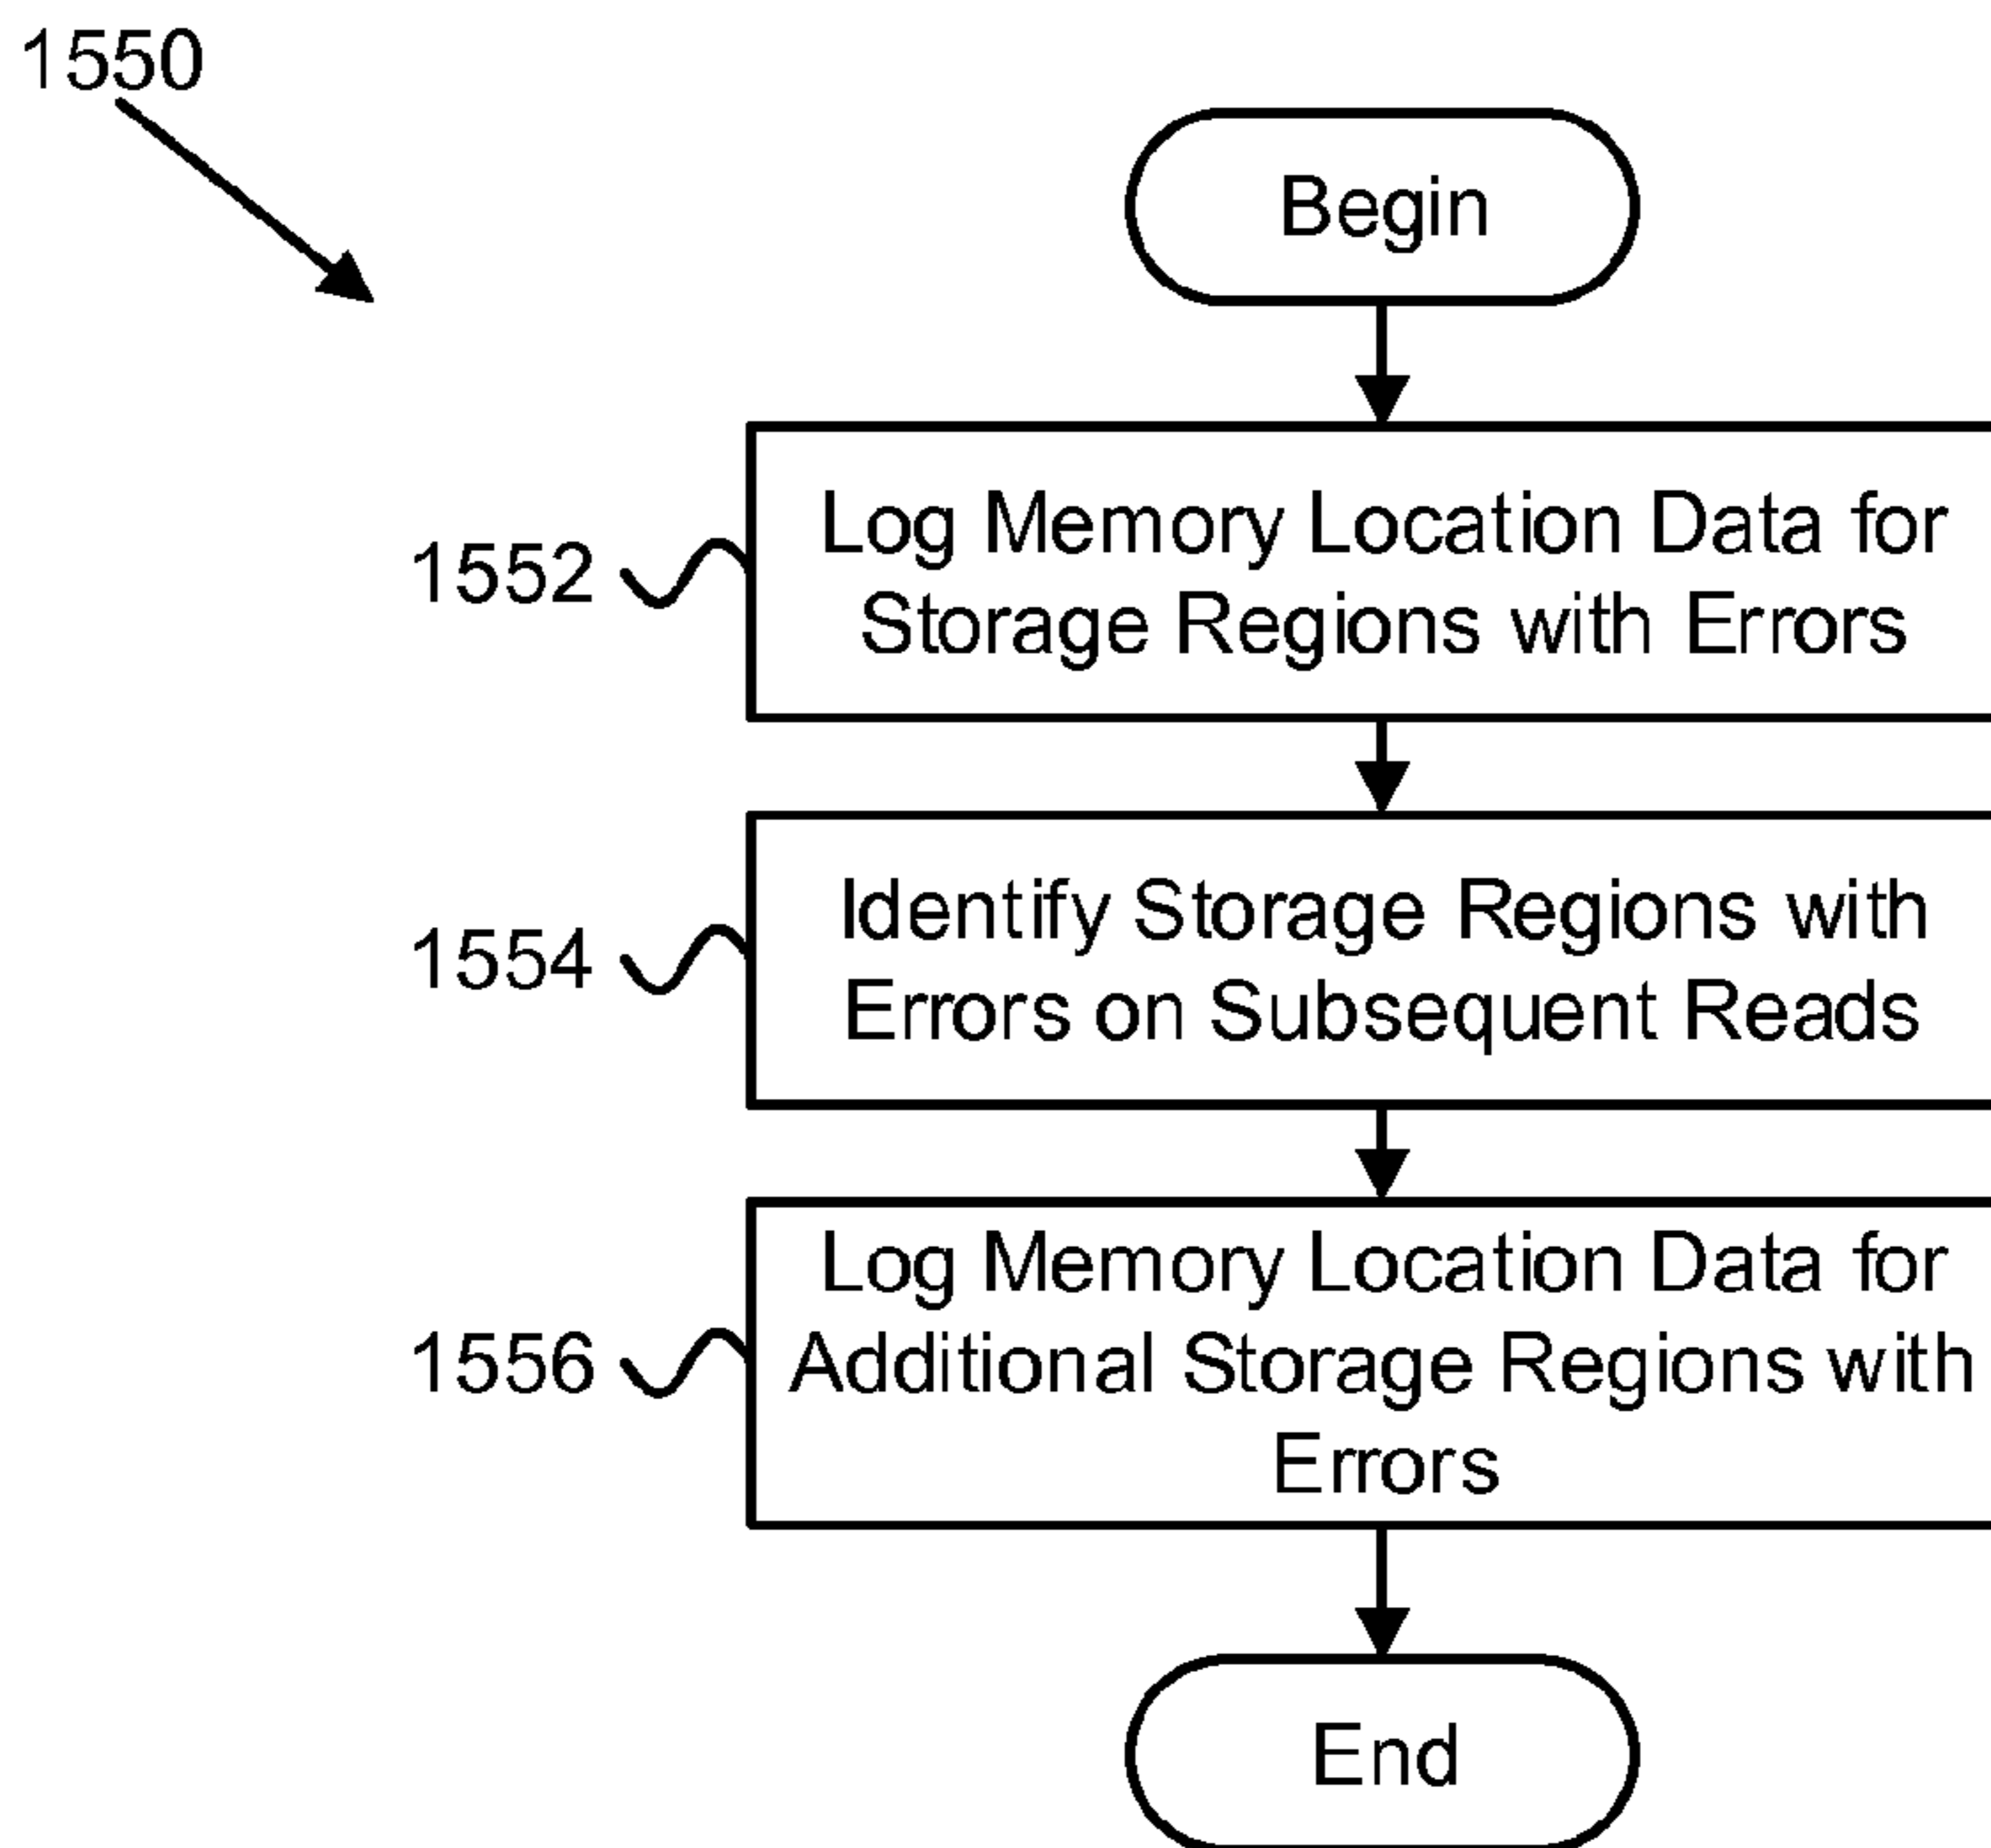 1550
Begin
1552
Log Memory Location Data for
Storage Regions with Errors
1554
Identify Storage Regions with
Errors on Subsequent Reads
1556
Log Memory Location Data for
Additional Storage Regions with
Errors
End